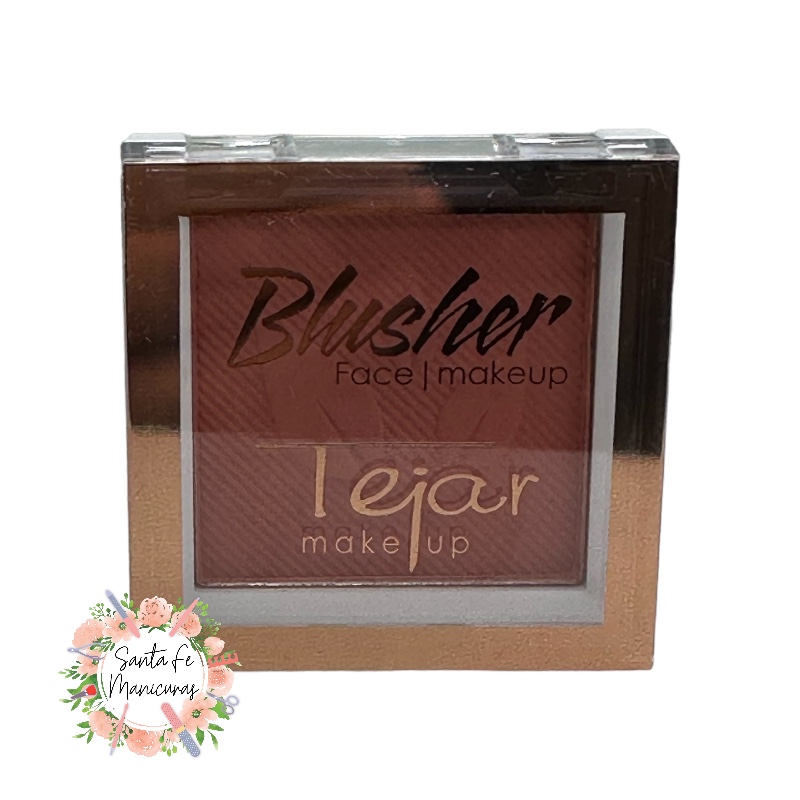 Blusher
Face | makeup
Tejar
make up
Santa Fe
Manicuras